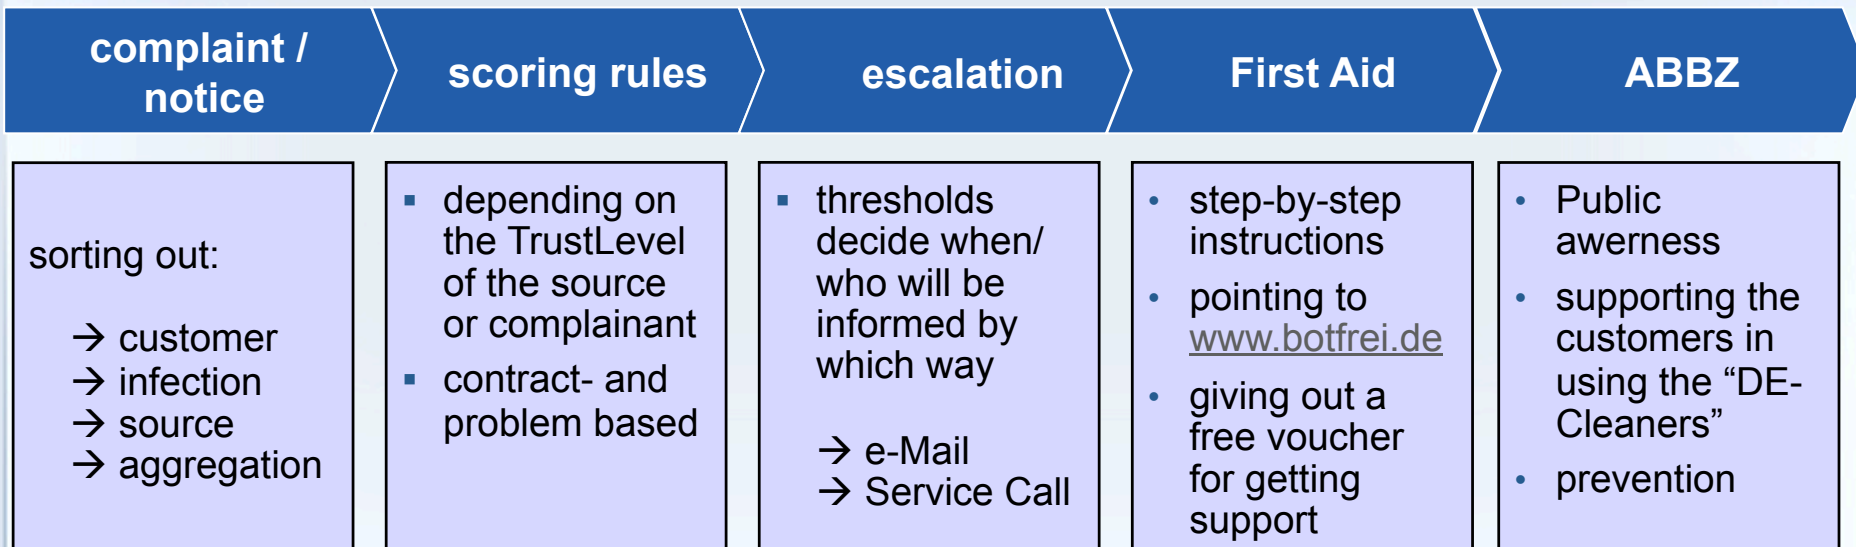 complaint /
notice
scoring rules
escalation
First Aid
ABBZ
sorting out:
→ customer
→ infection
→ source
→ aggregation
▪ depending on
the TrustLevel
of the source
or complainant
▪ contract- and
problem based
▪ thresholds
decide when/
who will be
informed by
which way
→ e-Mail
→ Service Call
• step-by-step
instructions
• pointing to
www.botfrei.de
• giving out a
free voucher
for getting
support
• Public
awerness
• supporting the
customers in
using the “DE-
Cleaners”
• prevention